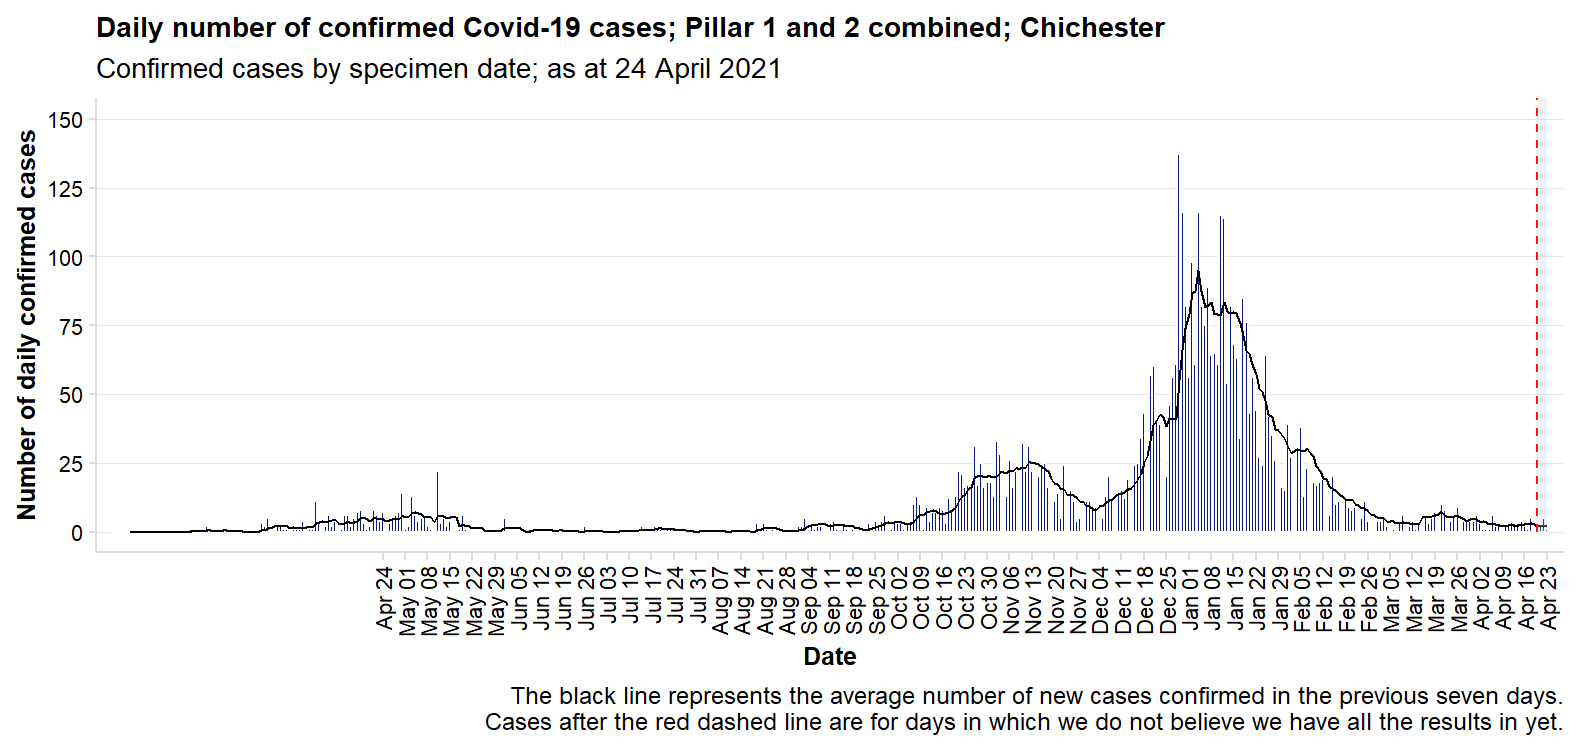 Daily number of confirmed Covid-19 cases; Pillar 1 and 2 combined; Chichester
Confirmed cases by specimen date; as at 24 April 2021
Number of daily confirmed cases
150
125
100
75
50
25
0
Apr 24
May 01
May 08
May 15
May 22
May 29
Jun 05
Jun 12
Jun 19
Jun 26
Jul 03
Jul 10
Jul 17
Jul 24
Jul 31
Aug 07
Aug 14
Aug 21
Aug 28
Sep 04
Sep 11
Sep 18
Sep 25
Oct 02
Oct 09
Oct 16
Oct 23
Oct 30
Nov 06
Nov 13
Nov 20
Nov 27
Dec 04
Dec 11
Dec 18
Dec 25
Jan 01
Jan 08
Jan 15
Jan 22
Jan 29
Feb 05
Feb 12
Feb 19
Feb 26
Mar 05
Mar 12
Mar 19
Mar 26
Apr 02
Apr 09
Apr 16
Apr 23
Date
The black line represents the average number of new cases confirmed in the previous seven days.
Cases after the red dashed line are for days in which we do not believe we have all the results in yet.